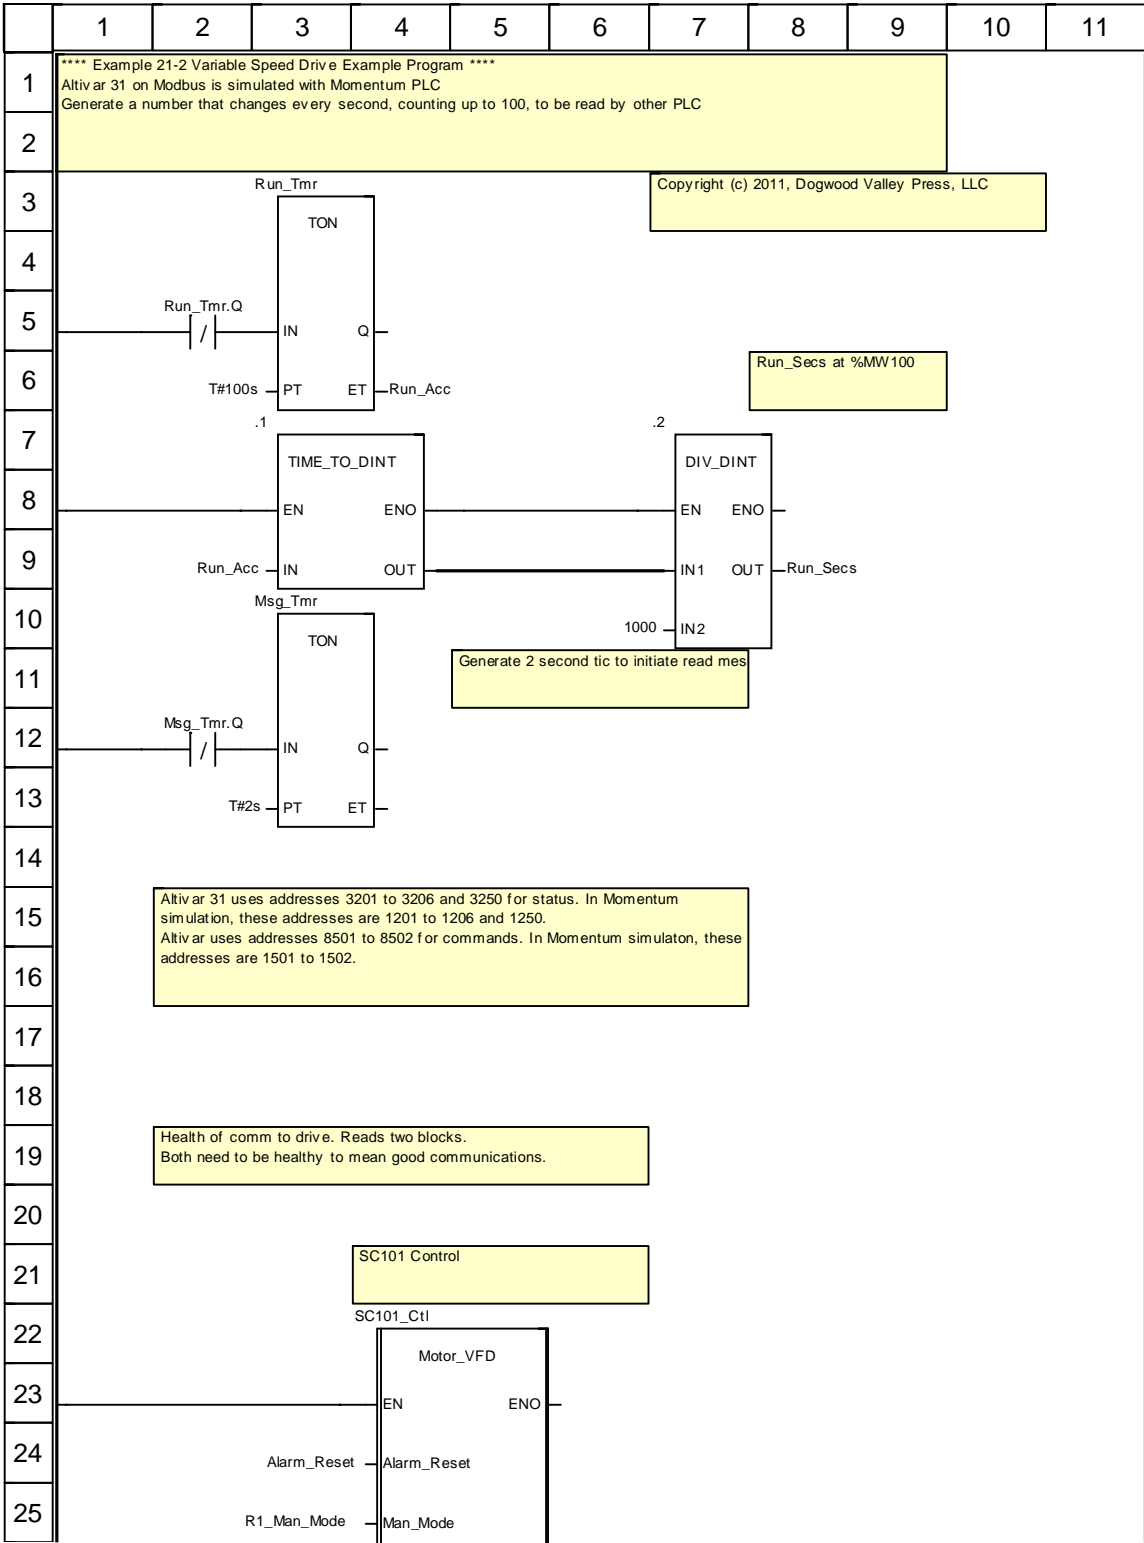 1 2 3 4 5 6 7 8 9 10 11
1
**** Example 21-2 Variable Speed Drive Example Program ****
Altivar 31 on Modbus is simulated with Momentum PLC
Generate a number that changes every second, counting up to 100, to be read by other PLC
2
3
Run_Tmr
Copyright (c) 2011, Dogwood Valley Press, LLC
TON
4
5
Run_Tmr.Q
/
IN Q
6
Run_Secs at %MW100
T#100s PT ET Run_Acc
7
.1 .2
TIME_TO_DINT DIV_DINT
8
EN ENO EN ENO
9
Run_Acc IN OUT IN1 OUT Run_Secs
10
Msg_Tmr
1000 IN2
TON
11
Generate 2 second tic to initiate read mes
12
Msg_Tmr.Q
/
IN Q
13
T#2s PT ET
14
15
Altivar 31 uses addresses 3201 to 3206 and 3250 for status. In Momentum
simulation, these addresses are 1201 to 1206 and 1250.
Altivar uses addresses 8501 to 8502 for commands. In Momentum simulaton, these
addresses are 1501 to 1502.
16
17
18
19
Health of comm to drive. Reads two blocks.
Both need to be healthy to mean good communications.
20
21
SC101 Control
22
SC101_Ctl
Motor_VFD
23
EN ENO
24
Alarm_Reset Alarm_Reset
25
R1_Man_Mode Man_Mode